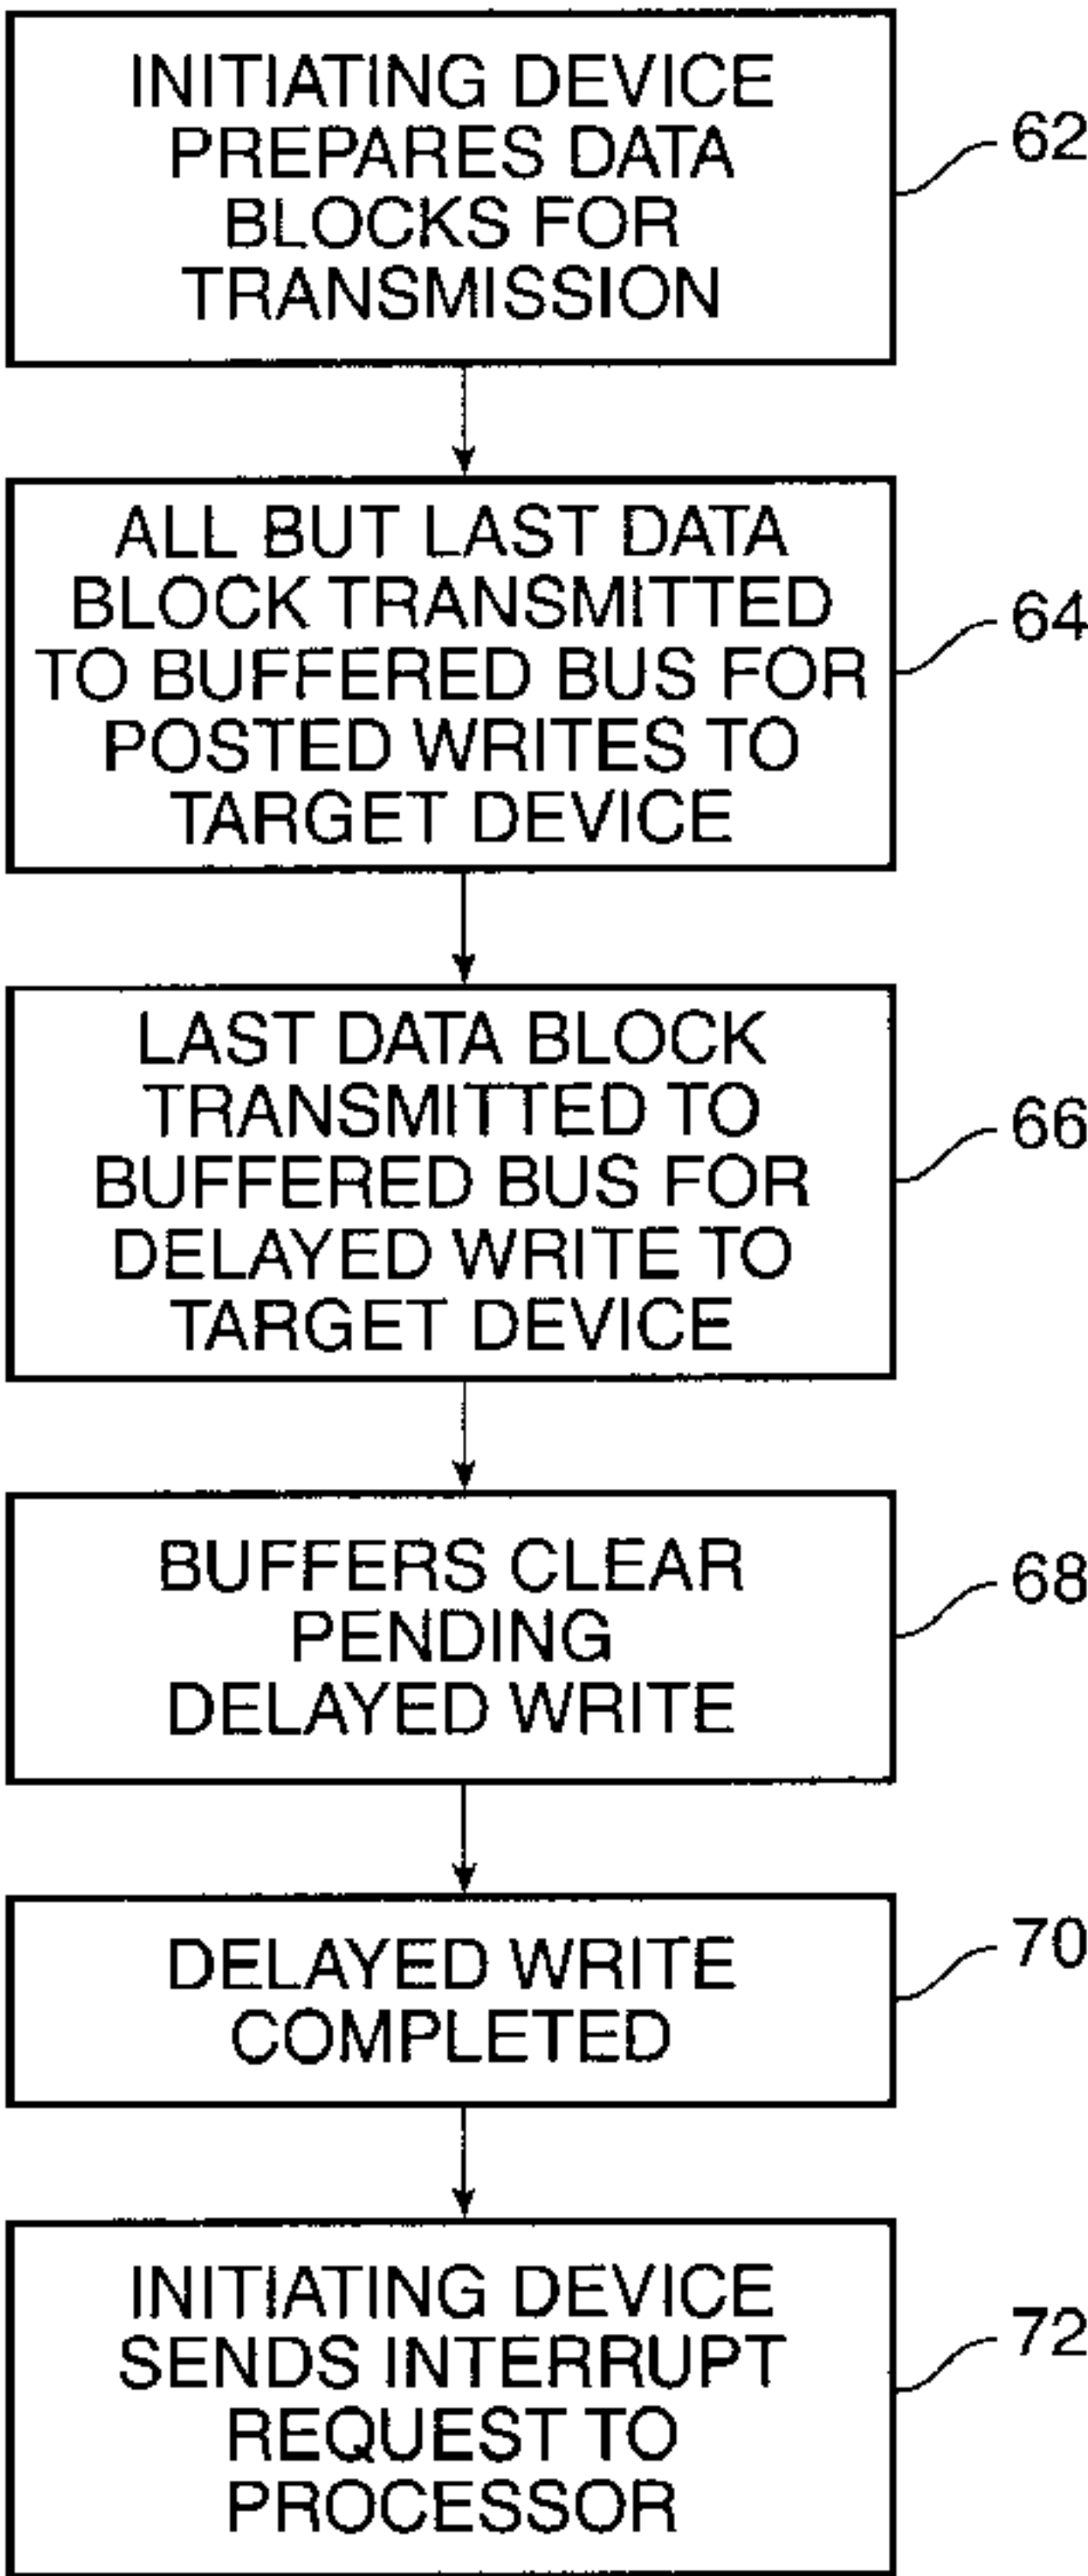 INITIATING DEVICE
PREPARES DATA
BLOCKS FOR
TRANSMISSION
62
ALL BUT LAST DATA
BLOCK TRANSMITTED
TO BUFFERED BUS FOR
POSTED WRITES TO
TARGET DEVICE
64
LAST DATA BLOCK
TRANSMITTED TO
BUFFERED BUS FOR
DELAYED WRITE TO
TARGET DEVICE
66
BUFFERS CLEAR
PENDING
DELAYED WRITE
68
DELAYED WRITE
COMPLETED
70
INITIATING DEVICE
SENDS INTERRUPT
REQUEST TO
PROCESSOR
72